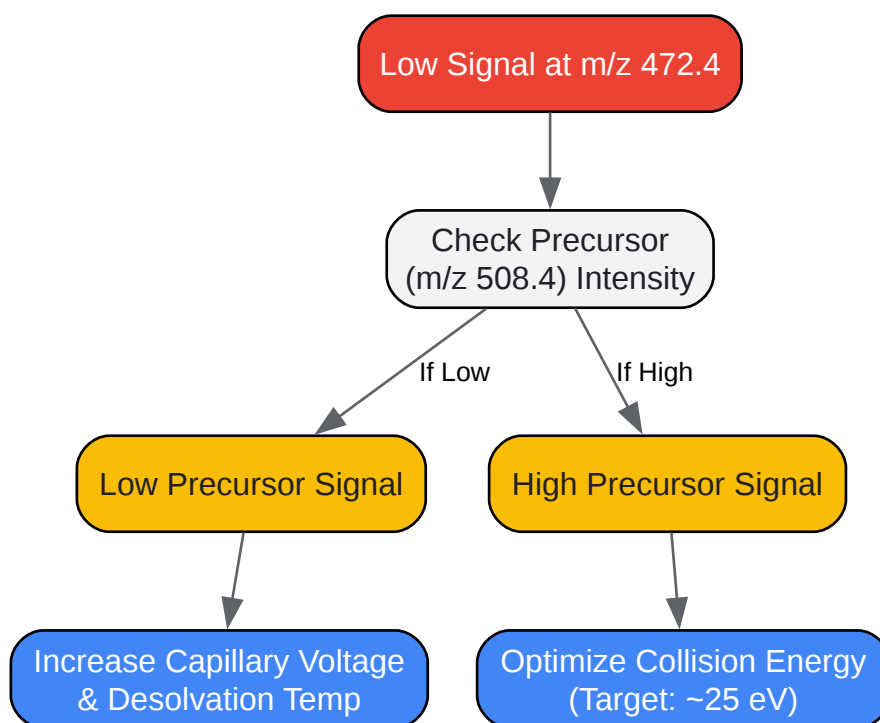 Low Signal at m/z 472.4
Check Precursor
(m/z 508.4) Intensity
If Low
If High
Low Precursor Signal
High Precursor Signal
Increase Capillary Voltage
& Desolvation Temp
Optimize Collision Energy
(Target: ~25 eV)